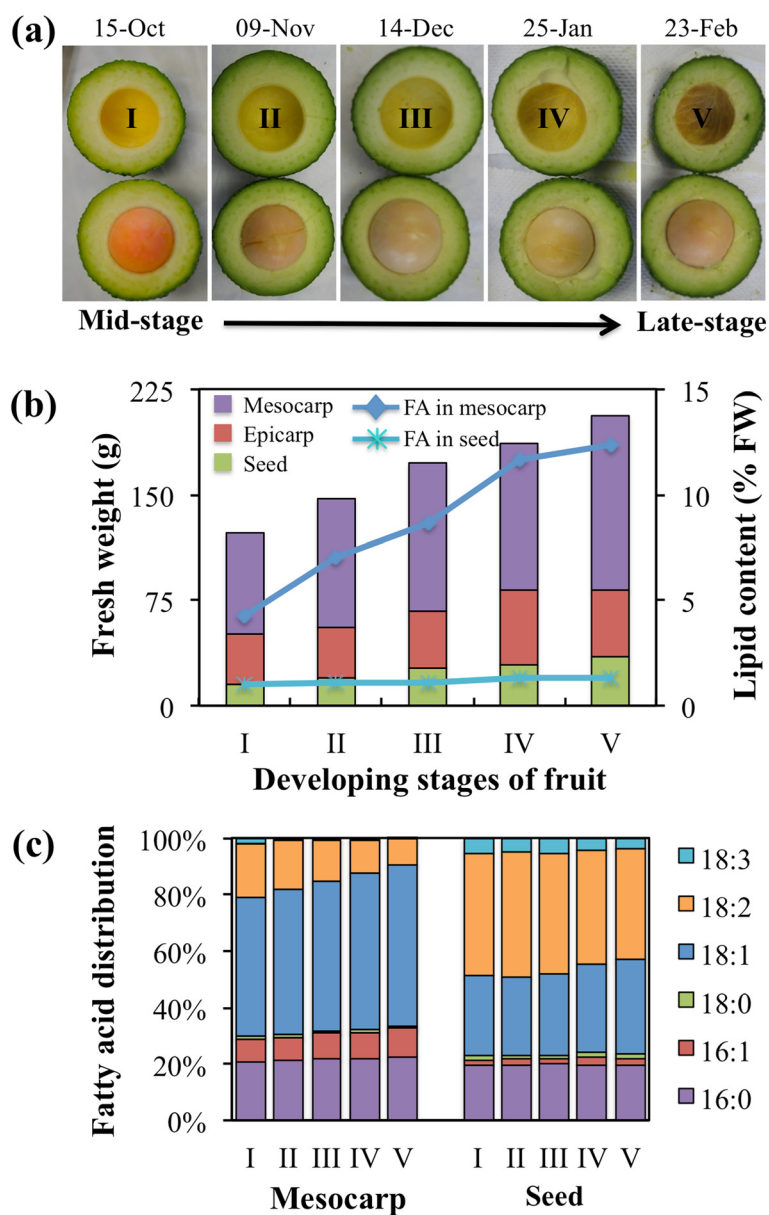 (a)
15-Oct 09-Nov 14-Dec 25-Jan 23-Feb
I II III IV V
Mid-stage Late-stage
(b)
Fresh weight (g)
225
150
75
0
Mesocarp
Epicarp
Seed
FA in mesocarp
FA in seed
15
10
5
0
Lipid content (% FW)
I II III IV V
Developing stages of fruit
(c)
Fatty acid distribution
100%
80%
60%
40%
20%
0%
18:3
18:2
18:1
18:0
16:1
16:0
I II III IV V I II III IV V
Mesocarp Seed